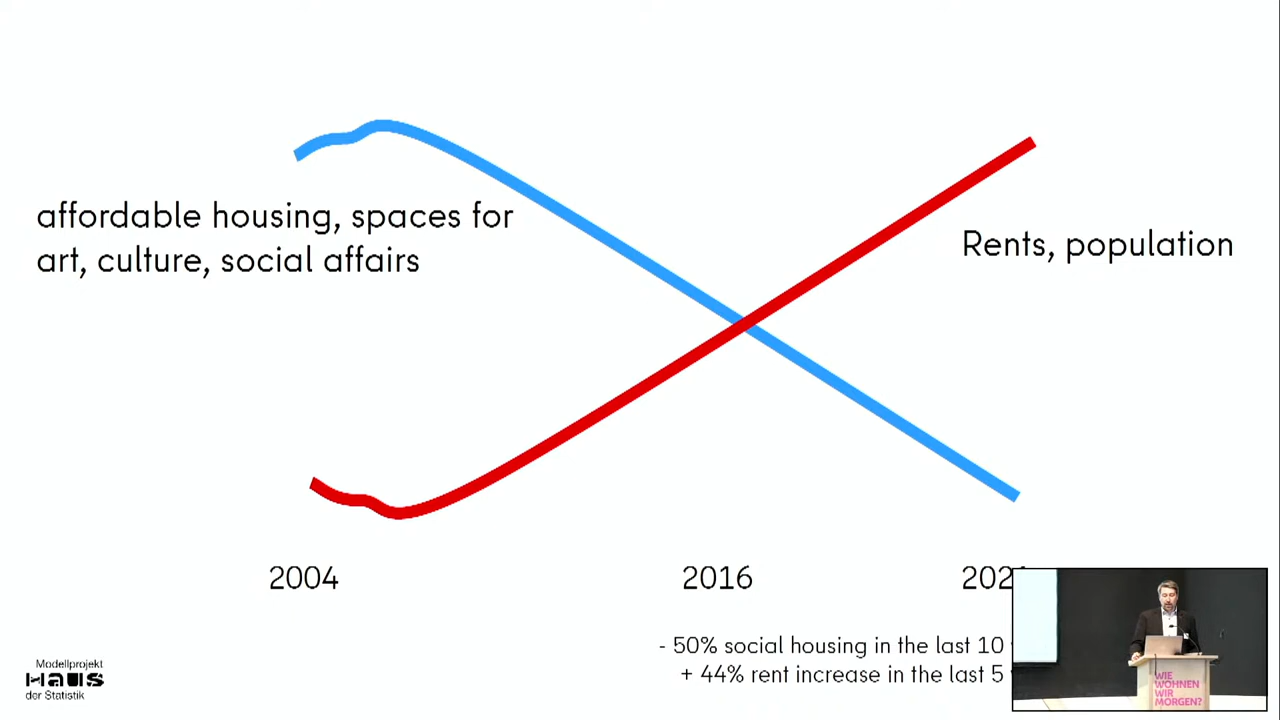 affordable housing, spaces for
art, culture, social affairs
Rents, population
2004
2016
- 50% social housing in the last 10
+ 44% rent increase in the last 5
Modellprojekt
HAUS
der Statistik
WIE
WOHNEN
WIR
MORGEN?